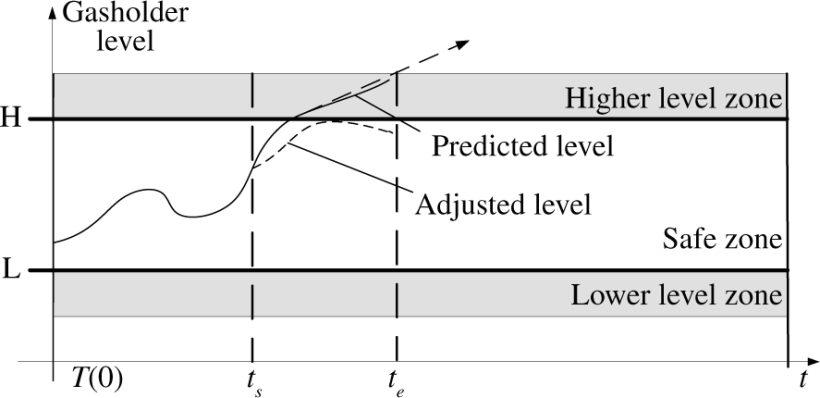 Gasholder
level
Higher level zone
H
Predicted level
Adjusted level
Safe zone
L
Lower level zone
T(0)
t_s
t_e
t